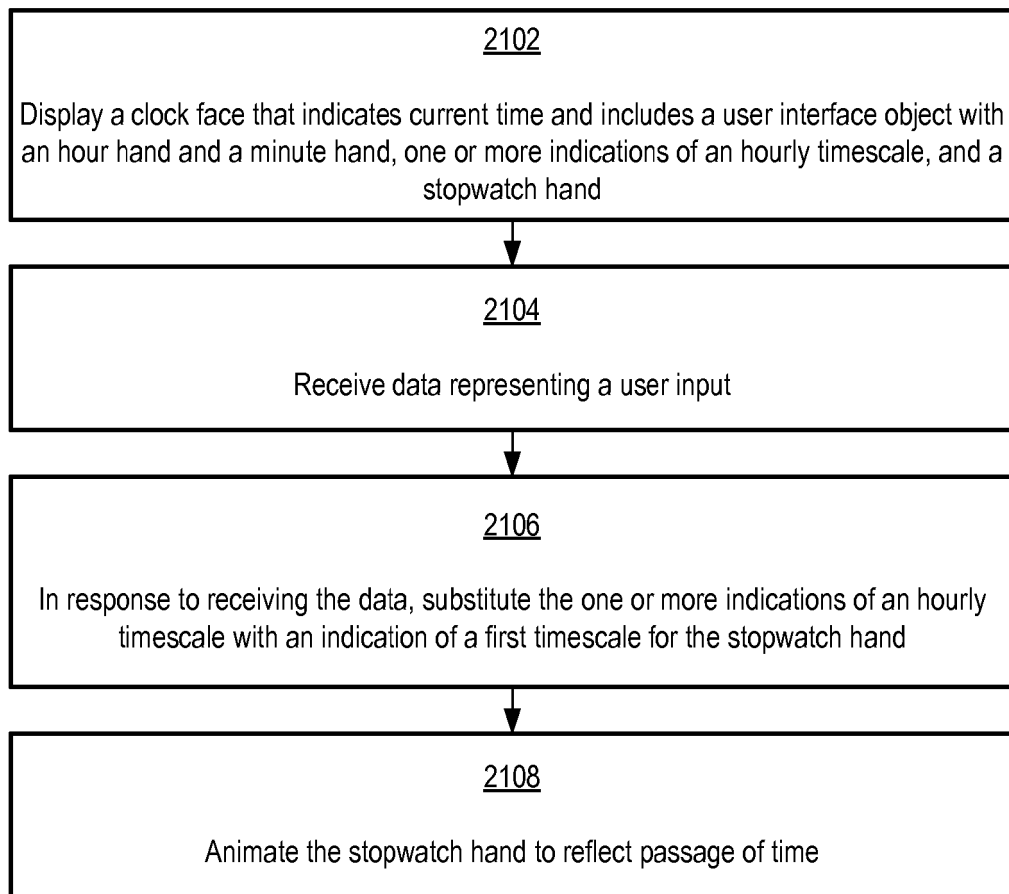 2102
Display a clock face that indicates current time and includes a user interface object with
an hour hand and a minute hand, one or more indications of an hourly timescale, and a
stopwatch hand
2104
Receive data representing a user input
2106
In response to receiving the data, substitute the one or more indications of an hourly
timescale with an indication of a first timescale for the stopwatch hand
2108
Animate the stopwatch hand to reflect passage of time